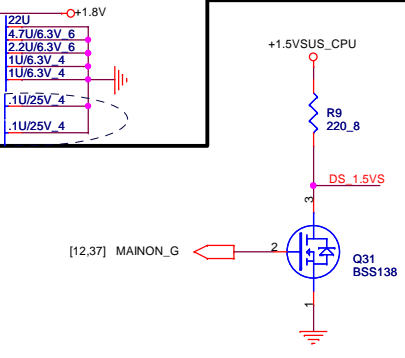 +1.8V
22U
4.7U/6.3V_6
2.2U/6.3V_6
1U/6.3V_4
1U/6.3V_4
.1U/25V_4
.1U/25V_4
+1.5VSUS_CPU
R9
220_8
DS_1.5VS
3
2
[12,37] MAINON_G
Q31
BSS138
1